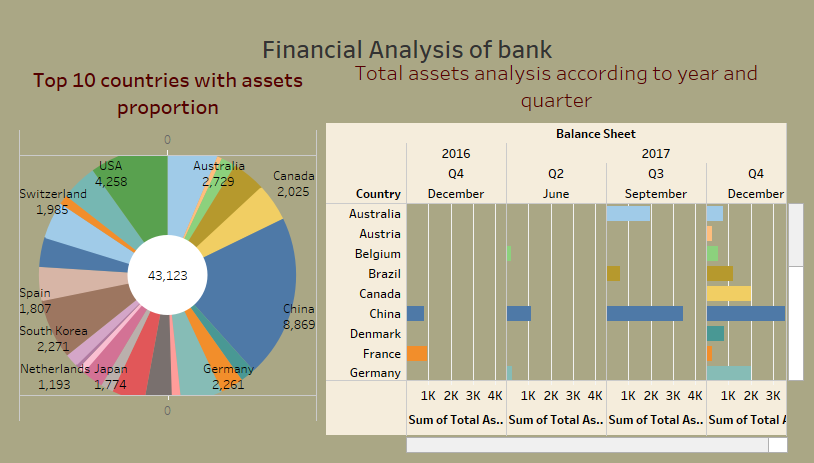 Financial Analysis of bank
Top 10 countries with assets
proportion
0
USA
4,258
Australia
2,729
Canada
2,025
Switzerland
1,985
43,123
Spain
1,807
China
8,869
South Korea
2,271
Netherlands
1,193
Japan
1,774
Germany
2,261
0
Total assets analysis according to year and
quarter
Balance Sheet
2016 2017
Q4 Q2 Q3 Q4
Country December June September December
Australia
Austria
Belgium
Brazil
Canada
China
Denmark
France
Germany
1K 2K 3K 4K 1K 2K 3K 4K 1K 2K 3K 4K 1K 2K 3K
Sum of Total As.. Sum of Total As.. Sum of Total As.. Sum of Total A